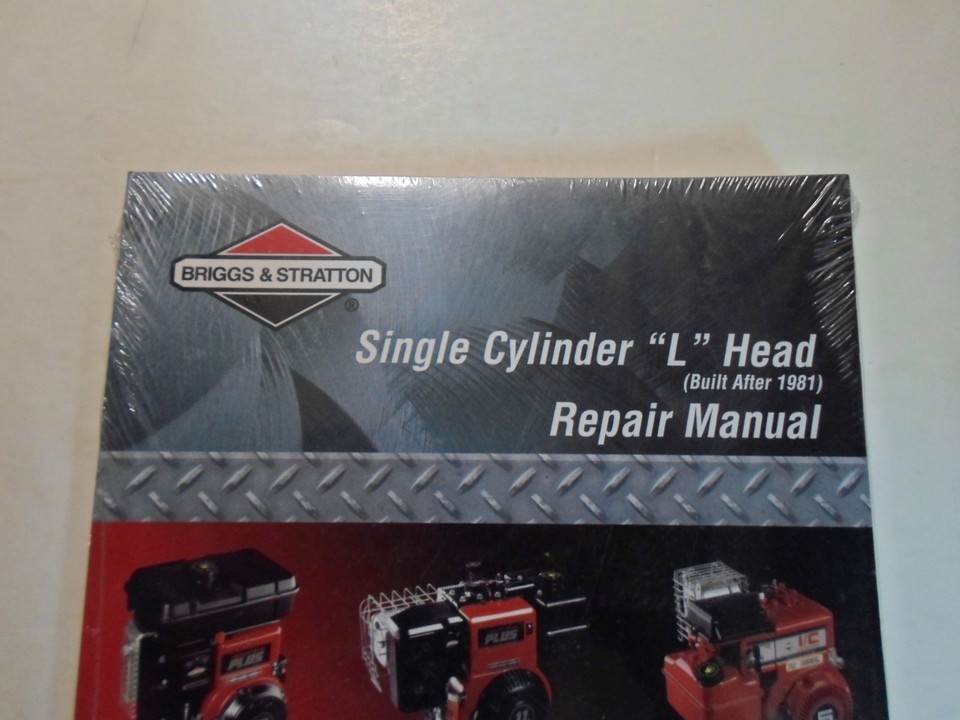 BRIGGS & STRATTON
®
Single Cylinder “L” Head
(Built After 1981)
Repair Manual
PLUS
PLUS
I/C